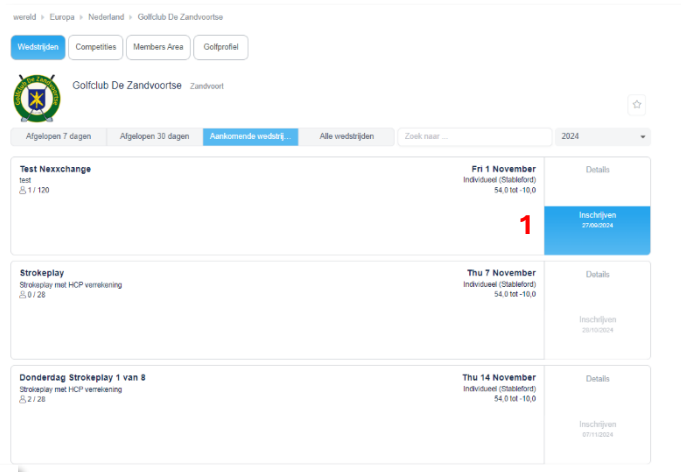 wereld > Europa > Nederland > Golfclub De Zandvoortse
Wedstrijden Competities Members Area Golfprofiel
Golfclub De Zandvoortse Zandvoort
Afgelopen 7 dagen Afgelopen 30 dagen Aankomende wedstrij... Alle wedstrijden Zoek naar ... 2024
Test Nexxchange Fri 1 November Details
test Individueel (Stableford)
1 / 120 54,0 tot -10,0
1 Inschrijven
27/09/2024
Strokeplay Thu 7 November Details
Strokeplay met HCP verrekening Individueel (Stableford)
0 / 28 54,0 tot -10,0
Inschrijven
Donderdag Strokeplay 1 van 8 Thu 14 November Details
Strokeplay met HCP verrekening Individueel (Stableford)
2 / 28 54,0 tot -10,0
Inschrijven
07/11/2024